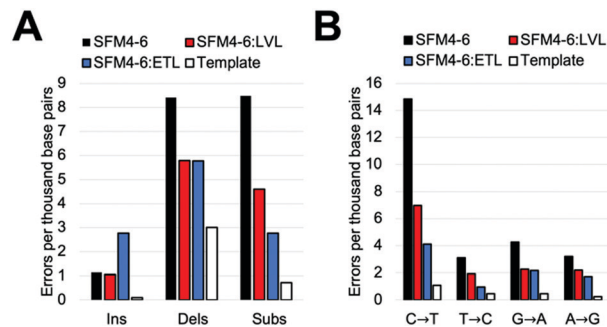 A
SFM4-6 SFM4-6:LVL
SFM4-6:ETL Template
Errors per thousand base pairs
9
8
7
6
5
4
3
2
1
0
Ins Dels Subs
B
SFM4-6 SFM4-6:LVL
SFM4-6:ETL Template
Errors per thousand base pairs
16
14
12
10
8
6
4
2
0
C→T T→C G→A A→G